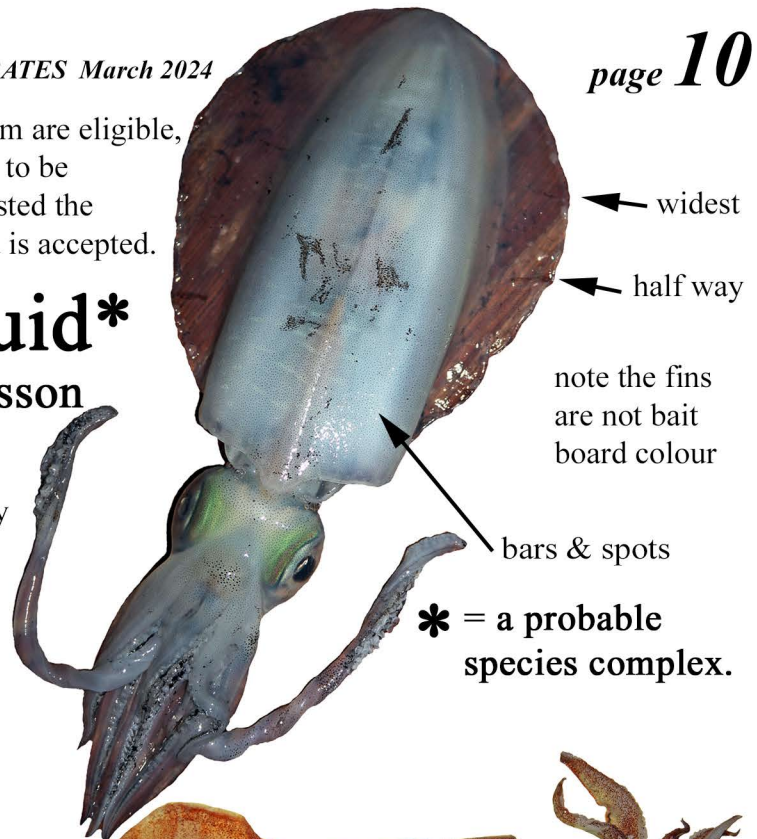 ATES March 2024
page 10
m are eligible,
to be
sted the
is accepted.
widest
half way
uid*
sson
note the fins
are not bait
board colour
y
bars & spots
* = a probable
species complex.